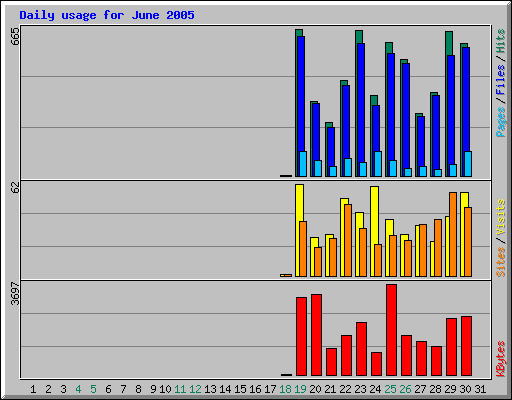 Daily usage for June 2005
665
62
3697
Pages / Files / Hits
Sites / Visits
KBytes
1 2 3 4 5 6 7 8 9 10 11 12 13 14 15 16 17 18 19 20 21 22 23 24 25 26 27 28 29 30 31